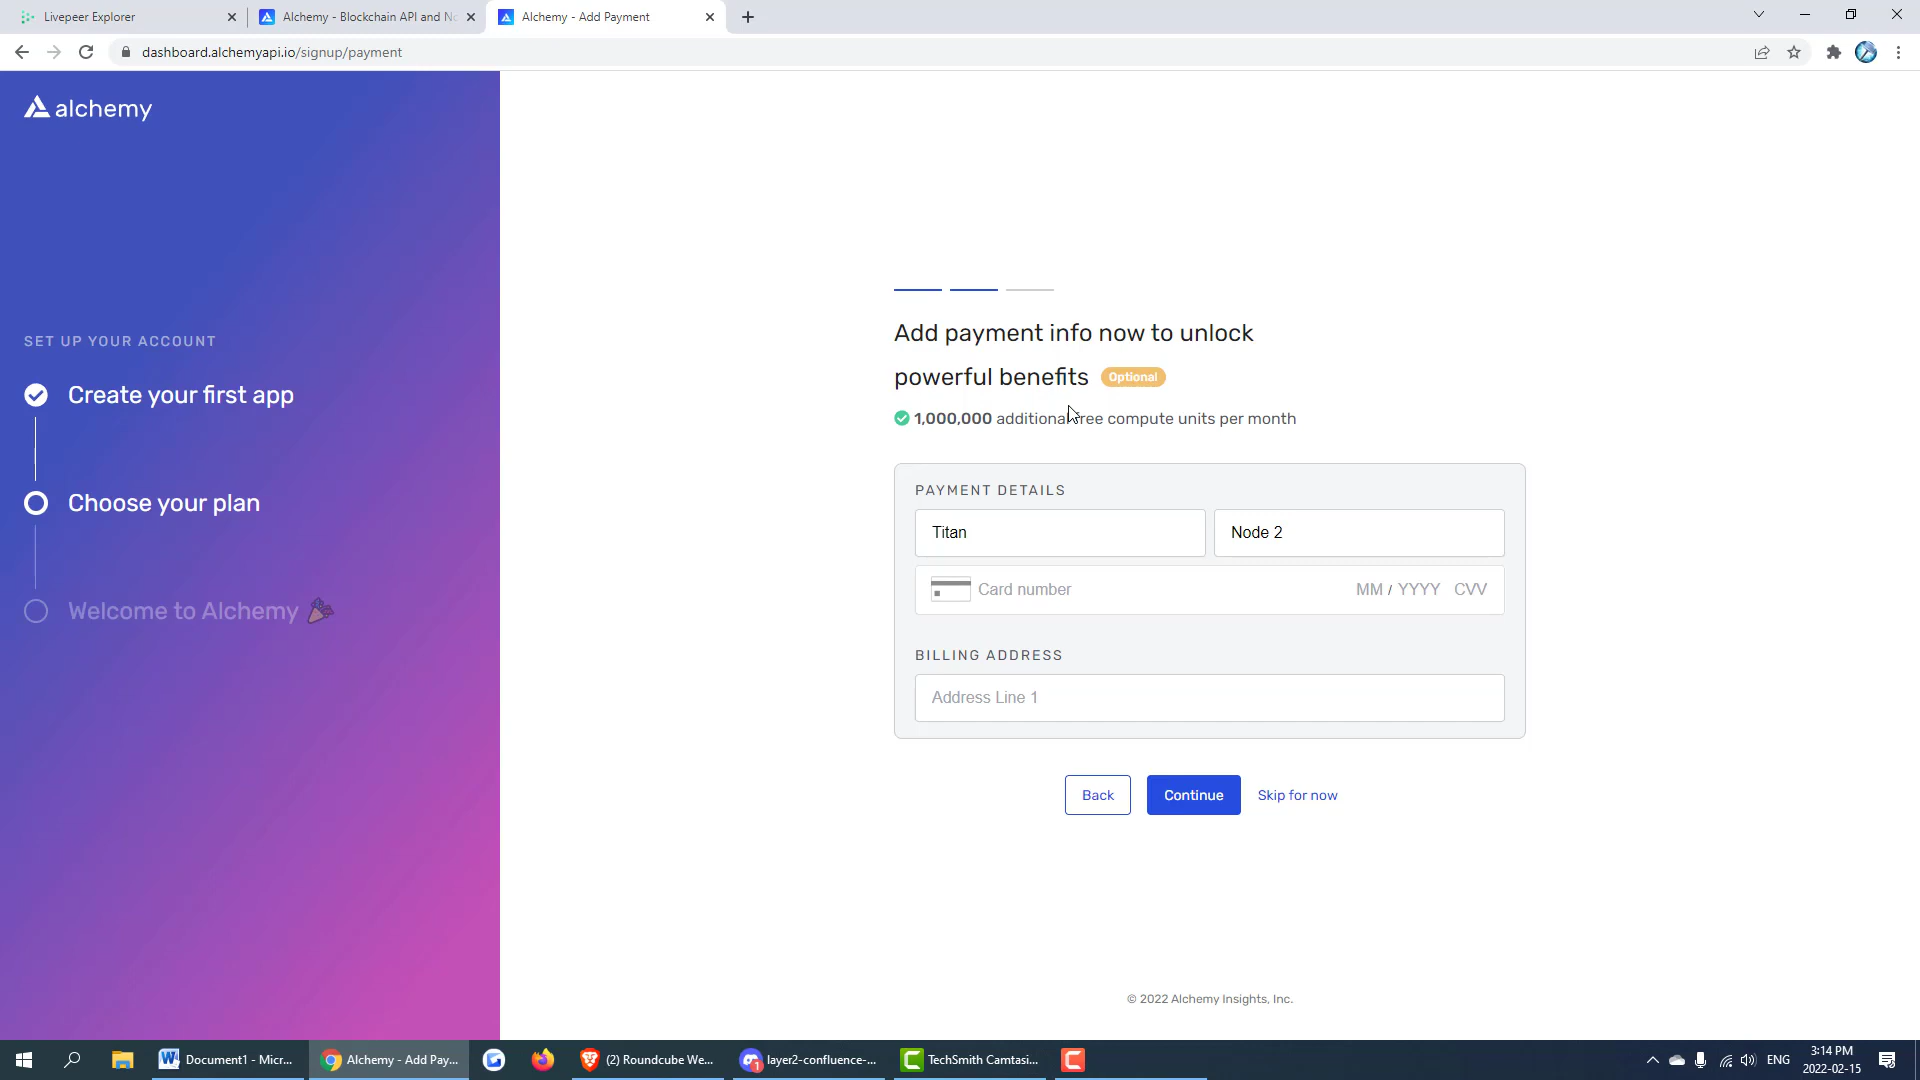 Livepeer Explorer
Alchemy - Blockchain API and No
Alchemy - Add Payment
dashboard.alchemyapi.io/signup/payment
alchemy
SET UP YOUR ACCOUNT
Create your first app
Choose your plan
Welcome to Alchemy
Add payment info now to unlock
powerful benefits Optional
1,000,000 additional free compute units per month
PAYMENT DETAILS
Titan
Node 2
Card number
MM / YYYY CVV
BILLING ADDRESS
Address Line 1
Back
Continue
Skip for now
© 2022 Alchemy Insights, Inc.
Document1 - Micr...
Alchemy - Add Pay...
(2) Roundcube We...
layer2-confluence-...
TechSmith Camtasi...
ENG
3:14 PM
2022-02-15